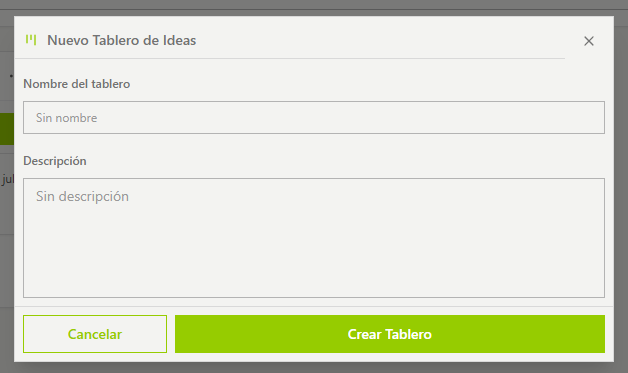 Nuevo Tablero de Ideas
Nombre del tablero
Sin nombre
Descripción
Sin descripción
Cancelar
Crear Tablero
jul